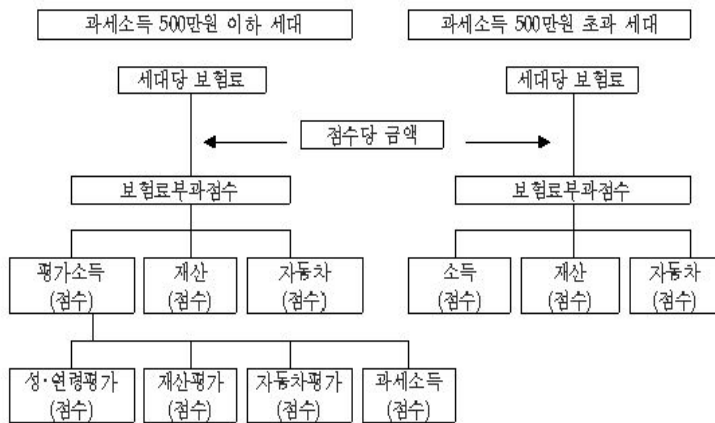 과세소득 500만원 이하 세대
과세소득 500만원 초과 세대
세대당 보험료
세대당 보험료
점수당 금액
보험료부과점수
보험료부과점수
평가소득
(점수)
재산
(점수)
자동차
(점수)
소득
(점수)
재산
(점수)
자동차
(점수)
성·연령평가
(점수)
재산평가
(점수)
자동차평가
(점수)
과세소득
(점수)